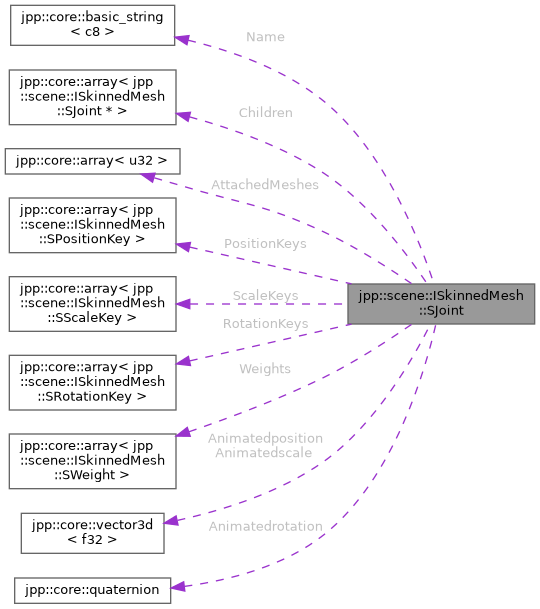 jpp::core::basic_string
< c8 >
Name
jpp::core::array< jpp
::scene::ISkinnedMesh
::SJoint * >
Children
jpp::core::array< u32 >
AttachedMeshes
jpp::core::array< jpp
::scene::ISkinnedMesh
::SPositionKey >
PositionKeys
jpp::core::array< jpp
::scene::ISkinnedMesh
::SScaleKey >
ScaleKeys
jpp::scene::ISkinnedMesh
::SJoint
RotationKeys
jpp::core::array< jpp
::scene::ISkinnedMesh
::SRotationKey >
Weights
jpp::core::array< jpp
::scene::ISkinnedMesh
::SWeight >
Animatedposition
Animatedscale
jpp::core::vector3d
< f32 >
Animatedrotation
jpp::core::quaternion